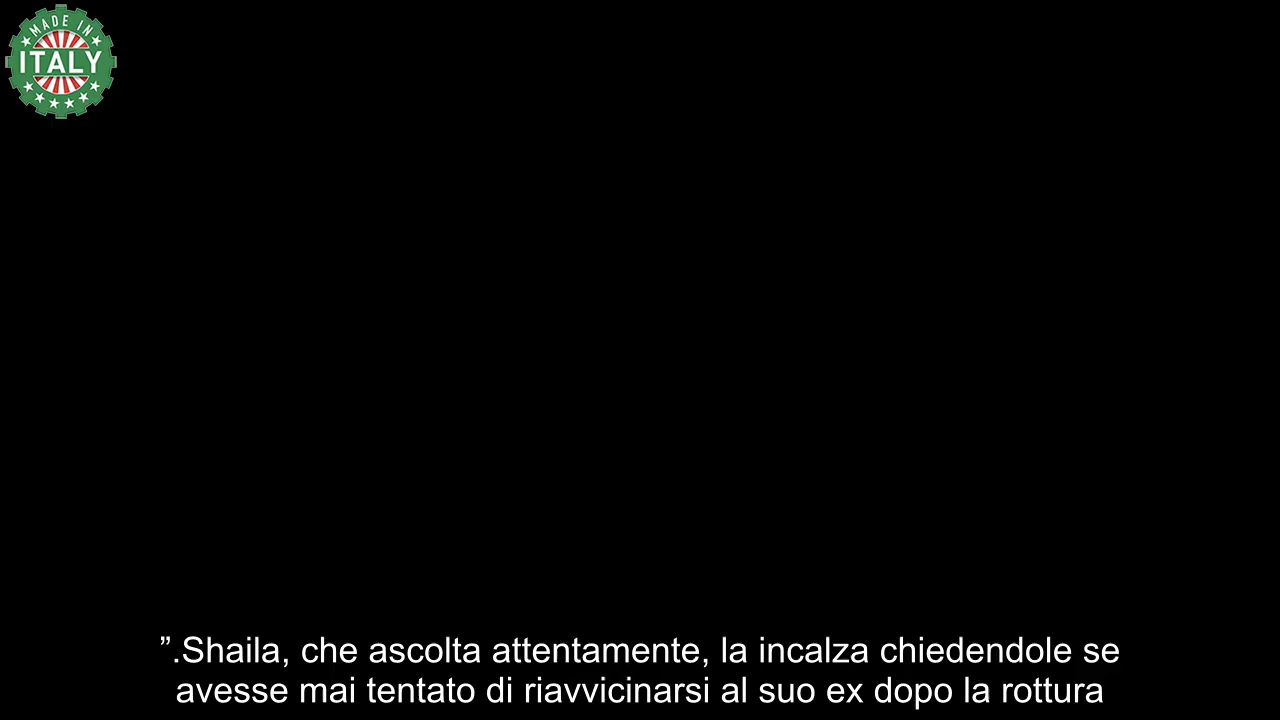 MADE IN
ITALY
”.Shaila, che ascolta attentamente, la incalza chiedendole se
avesse mai tentato di riavvicinarsi al suo ex dopo la rottura